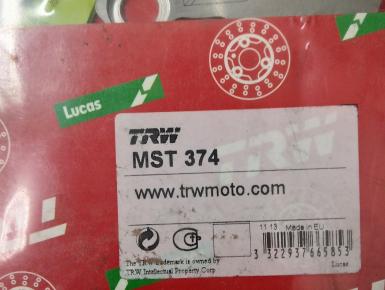 Lucas
TRW
MST 374
www.trwmoto.com
11.13 Made in EU
3 322937 665853
The TRW Trademark is owned by
TRW Intellectual Property Corp
Lucas